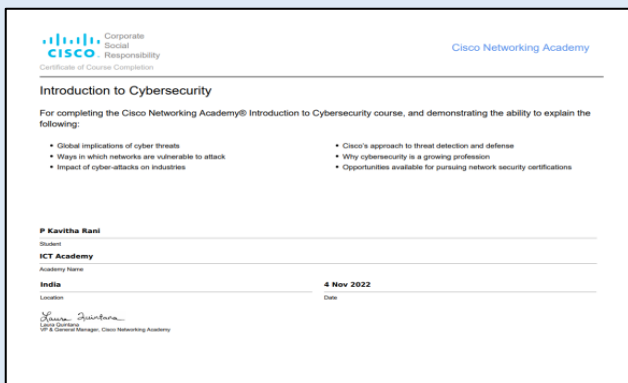 Corporate
Social
CISCO. Responsibility
Cisco Networking Academy
Certificate of Course Completion
Introduction to Cybersecurity
For completing the Cisco Networking Academy® Introduction to Cybersecurity course, and demonstrating the ability to explain the
following:
• Global implications of cyber threats
• Ways in which networks are vulnerable to attack
• Impact of cyber-attacks on industries
• Cisco's approach to threat detection and defense
• Why cybersecurity is a growing profession
• Opportunities available for pursuing network security certifications
P Kavitha Rani
Student
ICT Academy
Academy Name
India
Location
4 Nov 2022
Date
Laura Quintana
Laura Quintana
VP & General Manager, Cisco Networking Academy